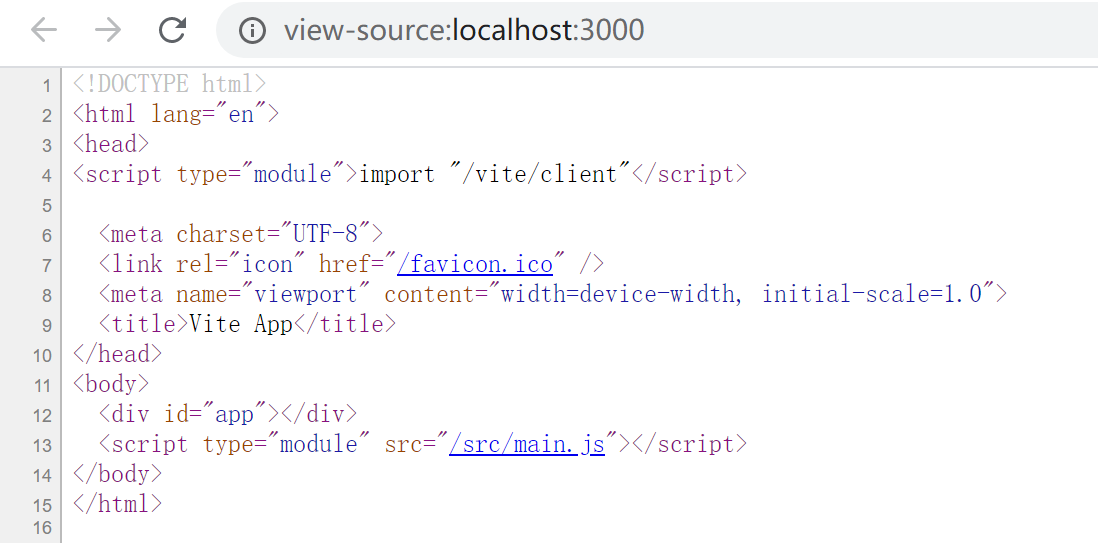 view-source:localhost:3000
1 <!DOCTYPE html>
2 <html lang="en">
3 <head>
4 <script type="module">import "/vite/client"</script>
5
6   <meta charset="UTF-8">
7   <link rel="icon" href="/favicon.ico" />
8   <meta name="viewport" content="width=device-width, initial-scale=1.0">
9   <title>Vite App</title>
10 </head>
11 <body>
12   <div id="app"></div>
13   <script type="module" src="/src/main.js"></script>
14 </body>
15 </html>
16